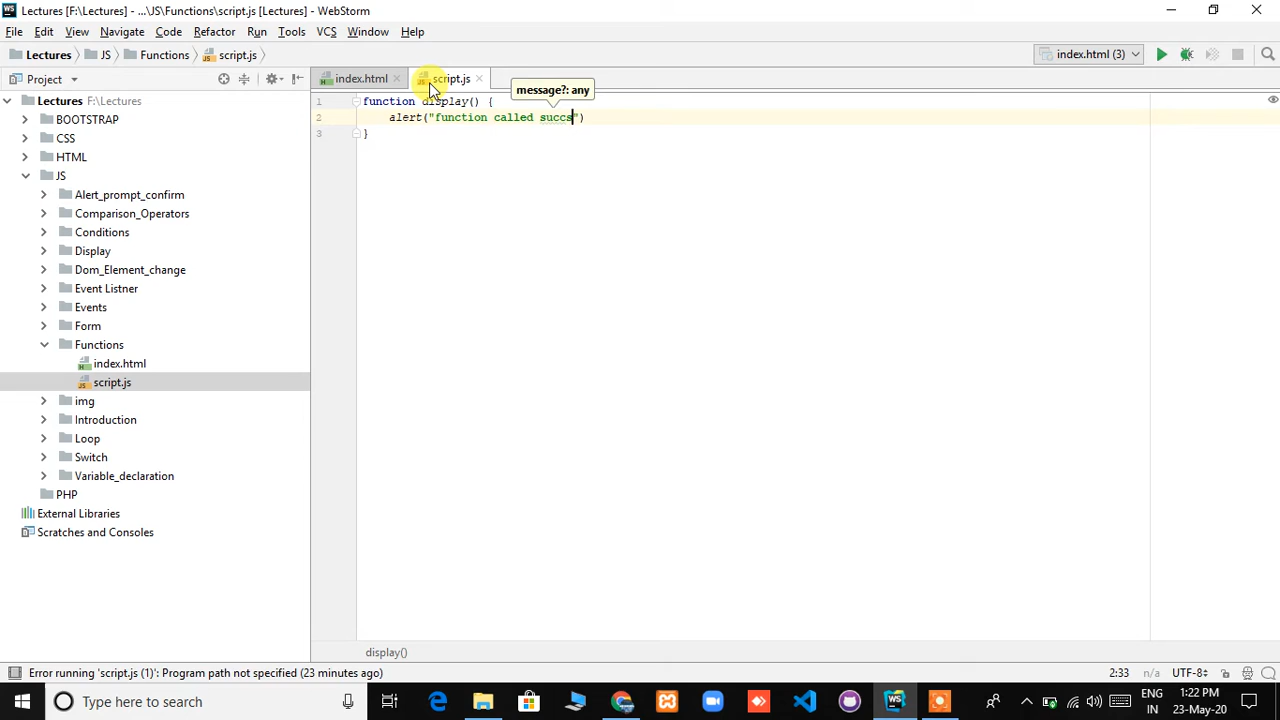 Lectures [F:\Lectures] - ...\JS\Functions\script.js [Lectures] - WebStorm
File Edit View Navigate Code Refactor Run Tools VCS Window Help
Lectures JS Functions script.js index.html (3)
Project index.html script.js
message?: any
Lectures F:\Lectures
BOOTSTRAP
CSS
HTML
JS
Alert_prompt_confirm
Comparison_Operators
Conditions
Display
Dom_Element_change
Event Listner
Events
Form
Functions
index.html
script.js
img
Introduction
Loop
Switch
Variable_declaration
PHP
External Libraries
Scratches and Consoles
1 function display() {
2 alert("function called succs")
3 }
display()
Error running 'script.js (1)': Program path not specified (23 minutes ago) 2:33 n/a UTF-8
Type here to search
ENG
IN
1:22 PM
23-May-20